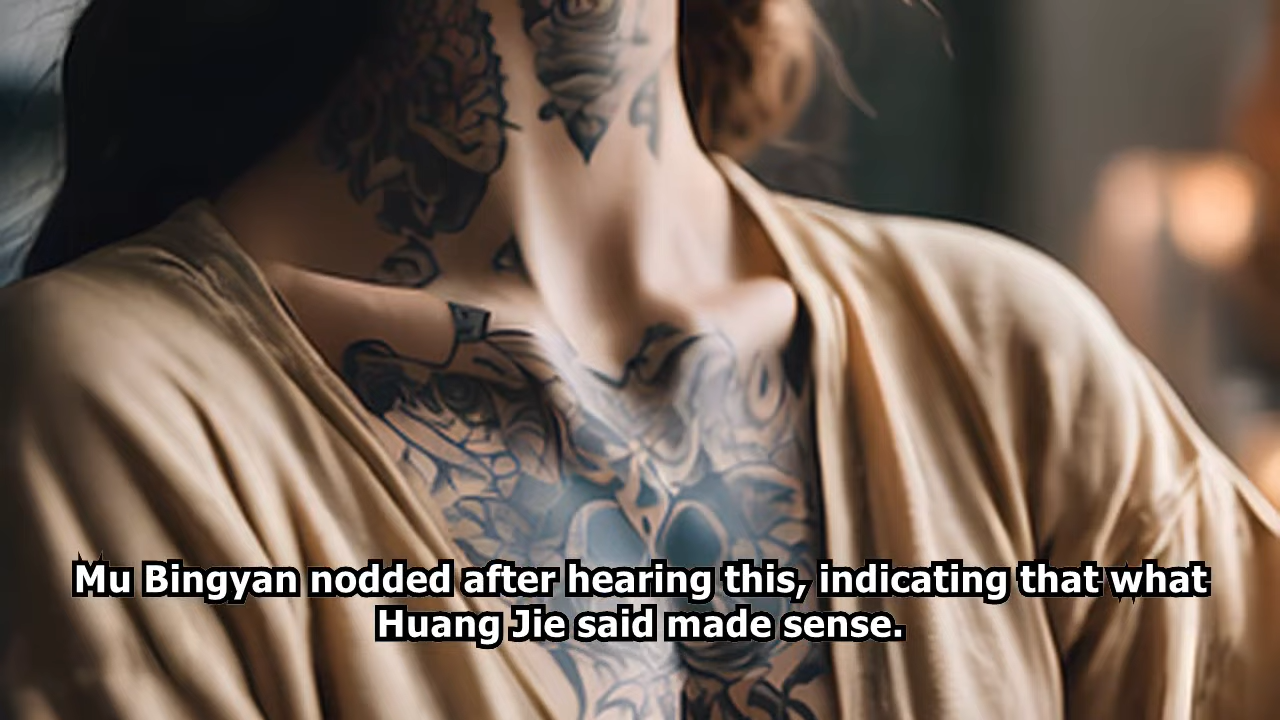 Mu Bingyan nodded after hearing this, indicating that what
Huang Jie said made sense.